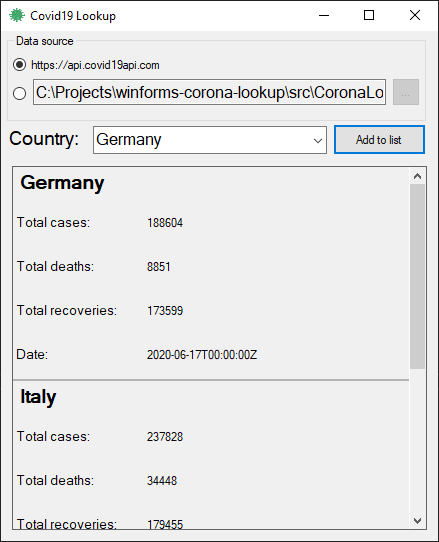 Covid19 Lookup
Data source
https://api.covid19api.com
C:\Projects\winforms-corona-lookup\src\CoronaLo
...
Country: Germany Add to list
Germany
Total cases: 188604
Total deaths: 8851
Total recoveries: 173599
Date: 2020-06-17T00:00:00Z
Italy
Total cases: 237828
Total deaths: 34448
Total recoveries: 179455